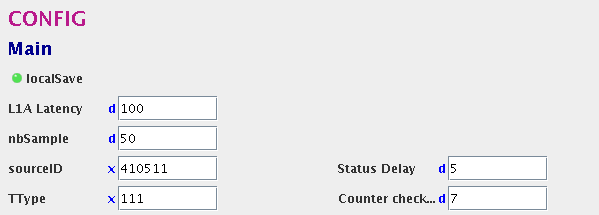 CONFIG
Main
localSave
L1A Latency d 100
nbSample d 50
sourceID x 410511 Status Delay d 5
TType x 111 Counter check... d 7